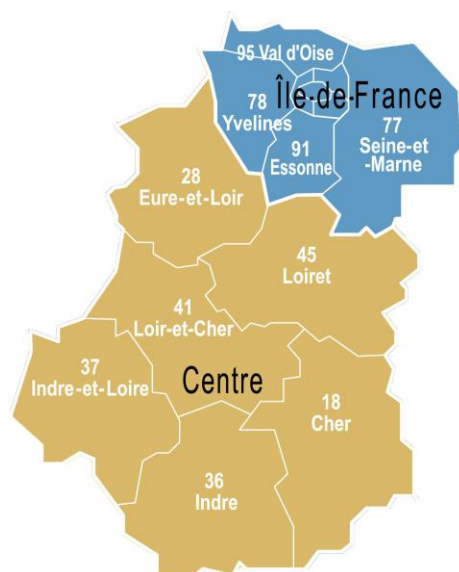 95 Val d'Oise
Île-de-France
78
Yvelines
77
Seine-et
-Marne
91
Essonne
28
Eure-et-Loir
45
Loiret
41
Loir-et-Cher
37
Indre-et-Loire
Centre
18
Cher
36
Indre